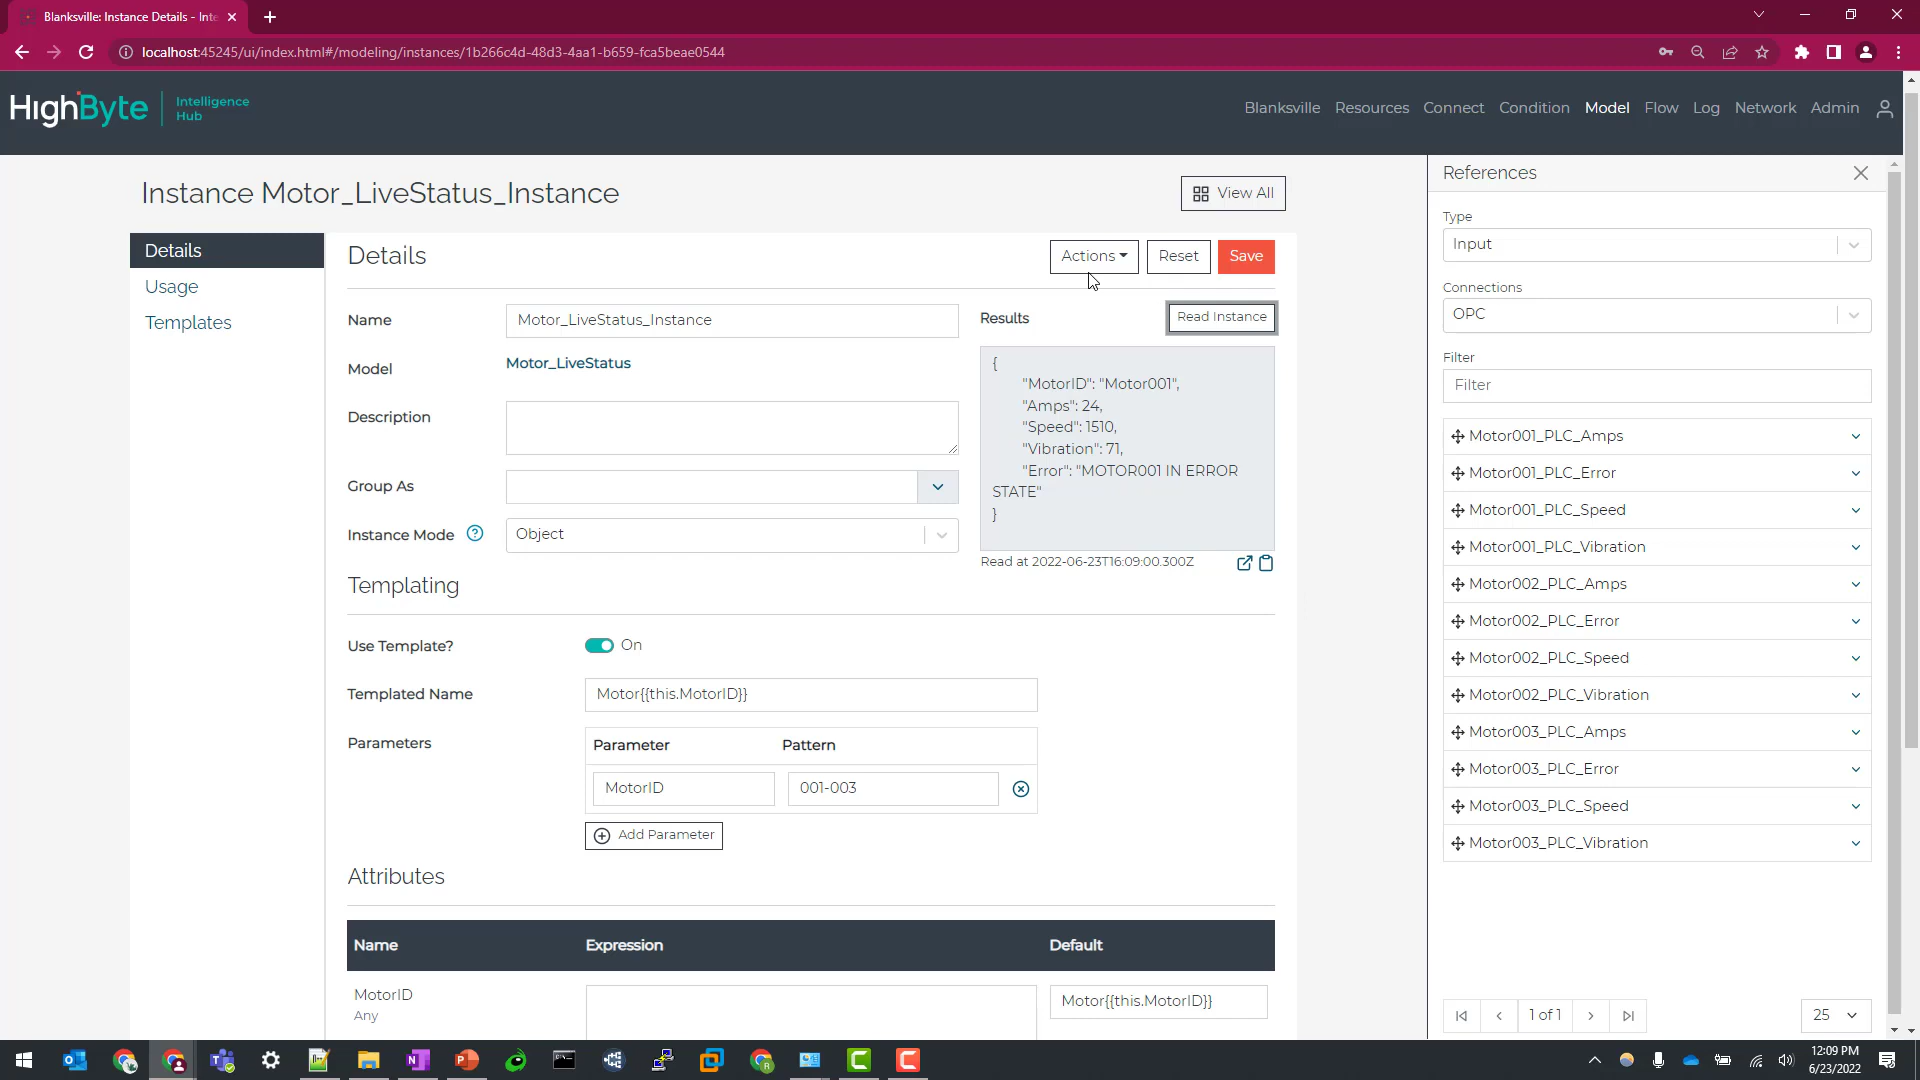 Blanksville: Instance Details - Inte
localhost:45245/ui/index.html#/modeling/instances/1b266c4d-48d3-4aa1-b659-fca5beae0544
HighByte
Intelligence
Hub
Blanksville Resources Connect Condition Model Flow Log Network Admin
Instance Motor_LiveStatus_Instance
View All
Details
Usage
Templates
Details
Actions
Reset
Save
Name
Motor_LiveStatus_Instance
Model
Motor_LiveStatus
Description
Group As
Instance Mode
Object
Results
Read Instance
{
"MotorID": "Motor001",
"Amps": 24,
"Speed": 1510,
"Vibration": 71,
"Error": "MOTOR001 IN ERROR
STATE"
}
Read at 2022-06-23T16:09:00.300Z
Templating
Use Template?
On
Templated Name
Motor{{this.MotorID}}
Parameters
Parameter Pattern
MotorID 001-003
Add Parameter
Attributes
Name Expression Default
MotorID
Any
Motor{{this.MotorID}}
References
Type
Input
Connections
OPC
Filter
Filter
Motor001_PLC_Amps
Motor001_PLC_Error
Motor001_PLC_Speed
Motor001_PLC_Vibration
Motor002_PLC_Amps
Motor002_PLC_Error
Motor002_PLC_Speed
Motor002_PLC_Vibration
Motor003_PLC_Amps
Motor003_PLC_Error
Motor003_PLC_Speed
Motor003_PLC_Vibration
1 of 1
25
12:09 PM
6/23/2022